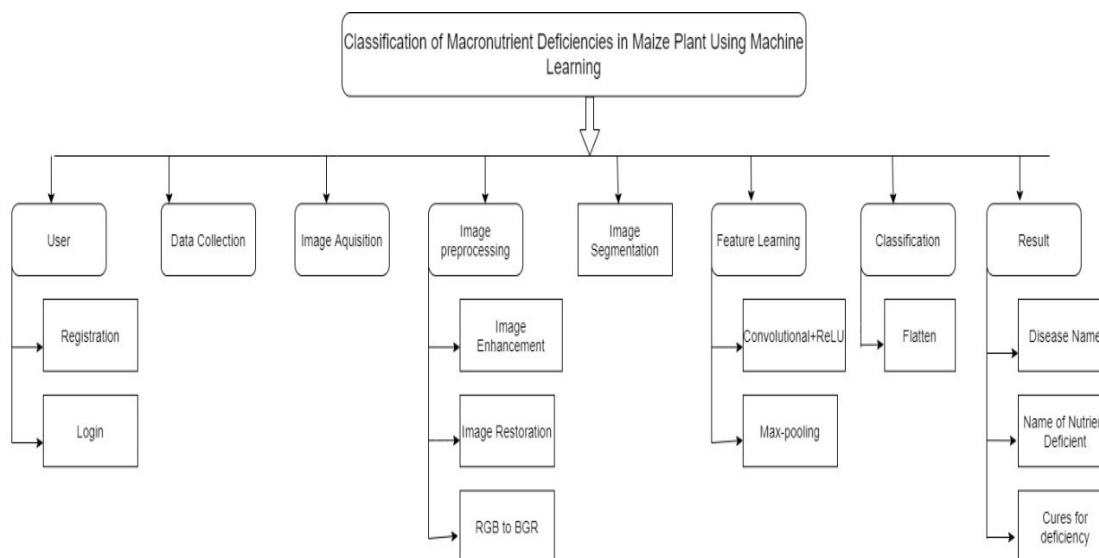 Classification of Macronutrient Deficiencies in Maize Plant Using Machine
Learning
User
Data Collection
Image Aquisition
Image
preprocessing
Image
Segmentation
Feature Learning
Classification
Result
Registration
Login
Image
Enhancement
Image Restoration
RGB to BGR
Convolutional+ReLU
Max-pooling
Flatten
Disease Name
Name of Nutrien
Deficient
Cures for
deficiency